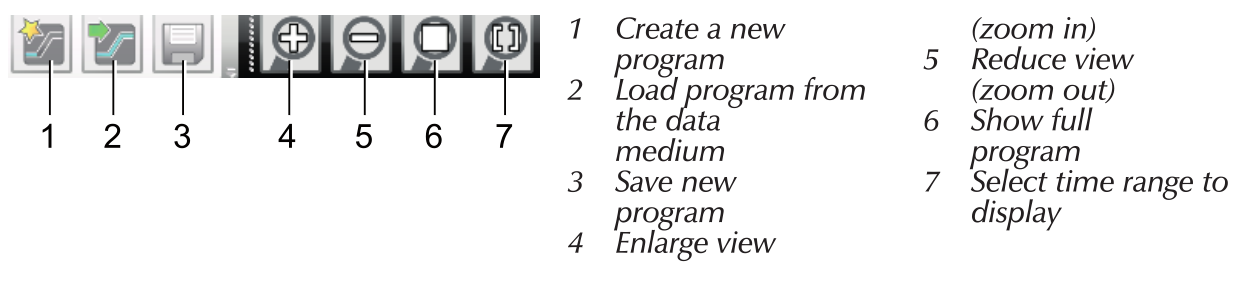 1 2 3 4 5 6 7
1 Create a new
program
2 Load program from
the data
medium
3 Save new
program
4 Enlarge view
(zoom in)
5 Reduce view
(zoom out)
6 Show full
program
7 Select time range to
display